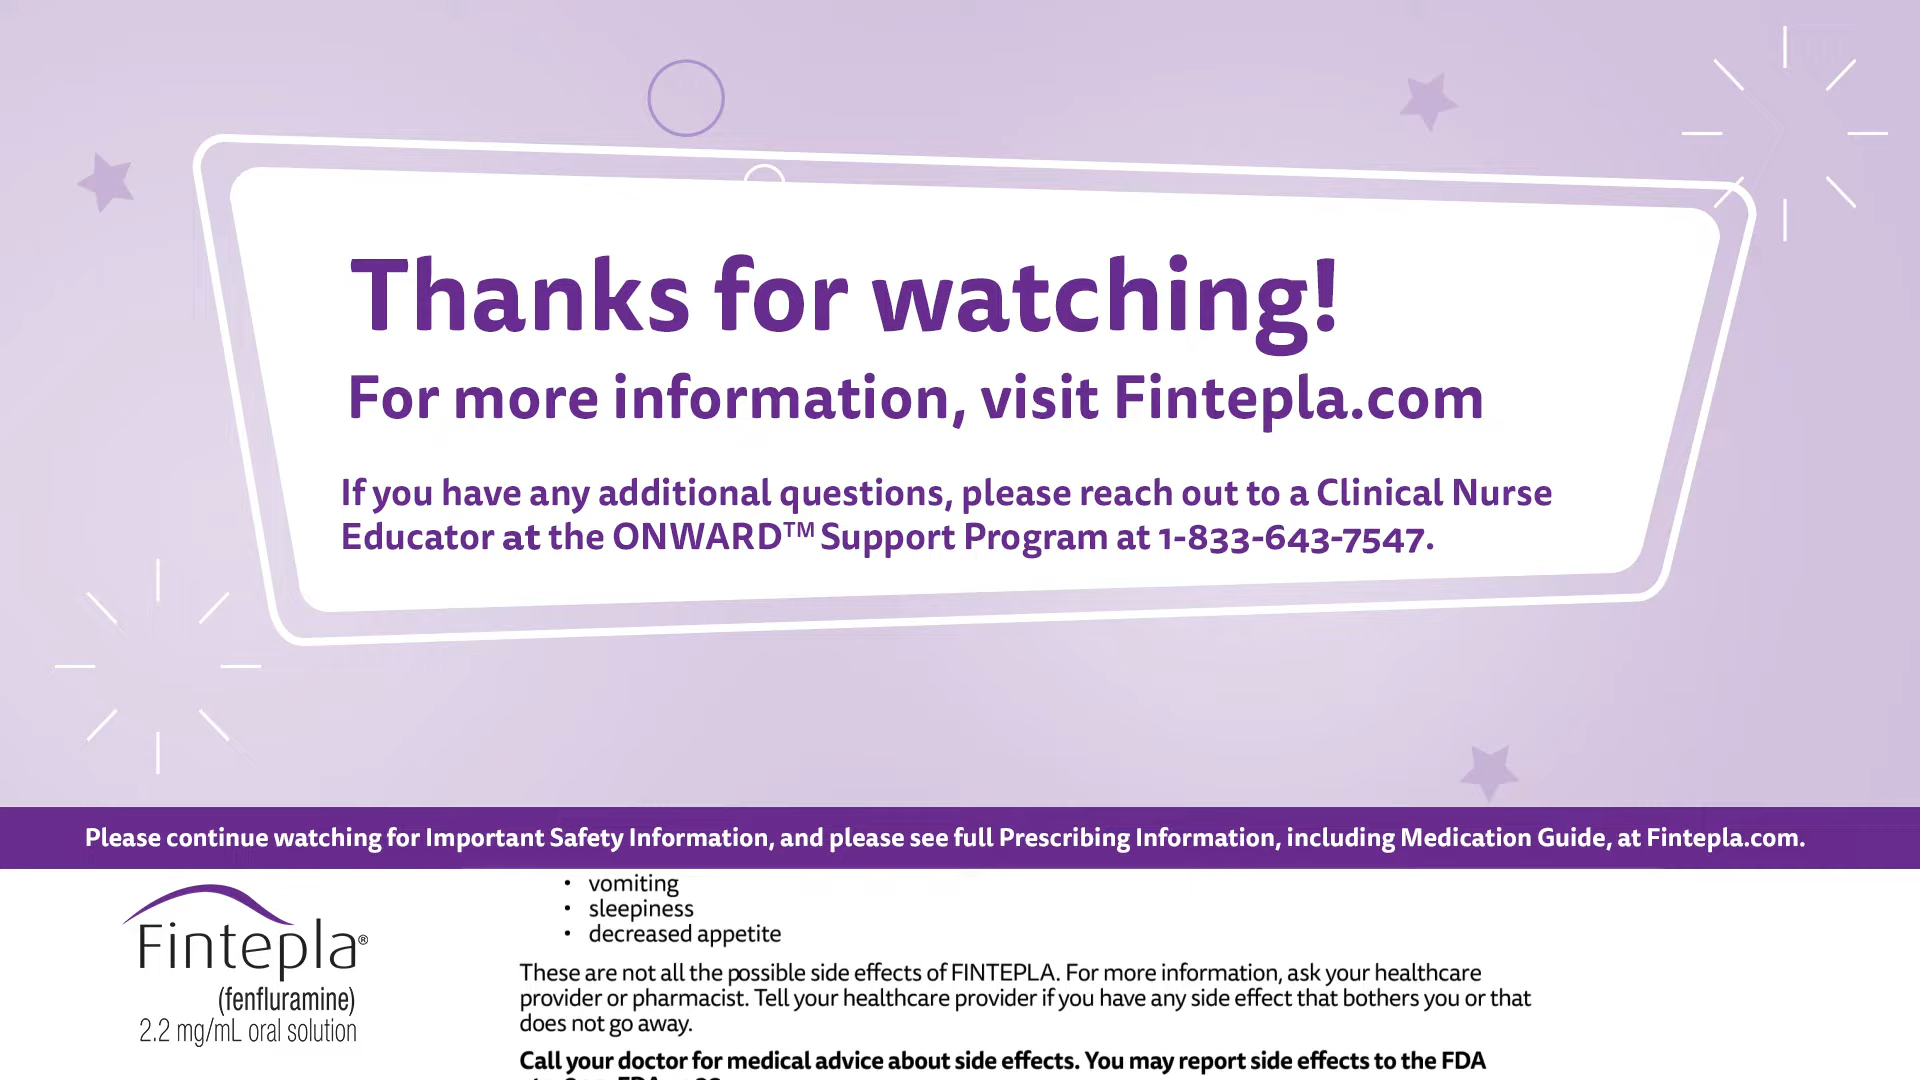 Thanks for watching!
For more information, visit Fintepla.com
If you have any additional questions, please reach out to a Clinical Nurse
Educator at the ONWARD™ Support Program at 1-833-643-7547.
Please continue watching for Important Safety Information, and please see full Prescribing Information, including Medication Guide, at Fintepla.com.
Fintepla®
(fenfluramine)
2.2 mg/mL oral solution
• vomiting
• sleepiness
• decreased appetite
These are not all the possible side effects of FINTEPLA. For more information, ask your healthcare
provider or pharmacist. Tell your healthcare provider if you have any side effect that bothers you or that
does not go away.
Call your doctor for medical advice about side effects. You may report side effects to the FDA